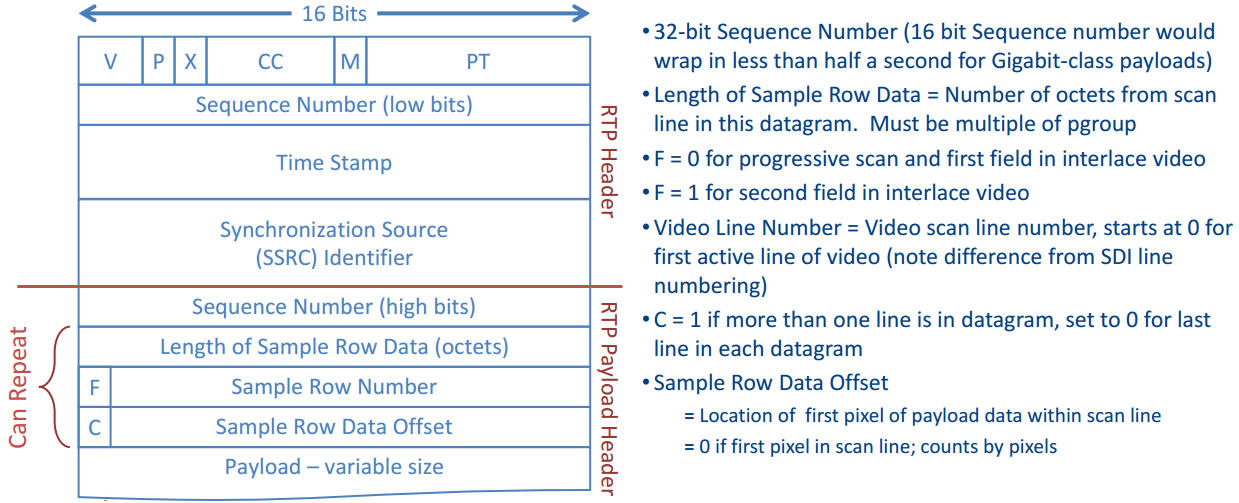 16 Bits
V P X CC M PT
Sequence Number (low bits)
Time Stamp
Synchronization Source
(SSRC) Identifier
RTP Header
Sequence Number (high bits)
Length of Sample Row Data (octets)
F Sample Row Number
C Sample Row Data Offset
Payload – variable size
Can Repeat
RTP Payload Header
• 32-bit Sequence Number (16 bit Sequence number would
wrap in less than half a second for Gigabit-class payloads)
• Length of Sample Row Data = Number of octets from scan
line in this datagram.  Must be multiple of pgroup
• F = 0 for progressive scan and first field in interlace video
• F = 1 for second field in interlace video
• Video Line Number = Video scan line number, starts at 0 for
first active line of video (note difference from SDI line
numbering)
• C = 1 if more than one line is in datagram, set to 0 for last
line in each datagram
• Sample Row Data Offset
= Location of  first pixel of payload data within scan line
= 0 if first pixel in scan line; counts by pixels